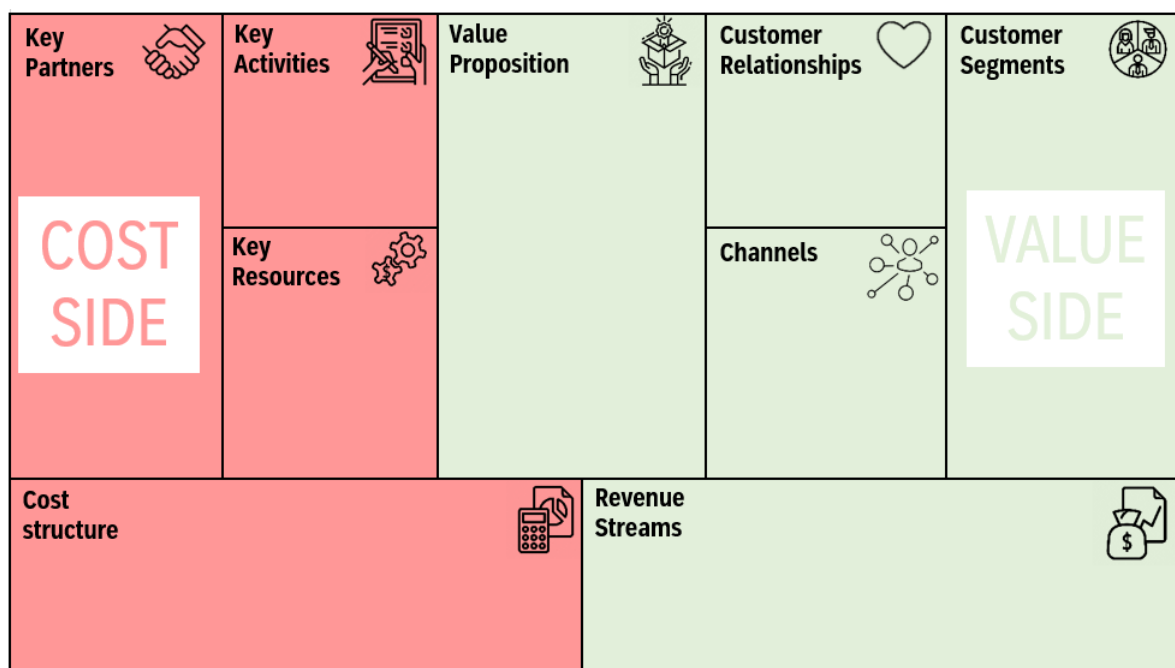 Key
Partners
Key
Activities
Value
Proposition
Customer
Relationships
Customer
Segments
COST
SIDE
Key
Resources
Channels
VALUE
SIDE
Cost
structure
Revenue
Streams
$
$